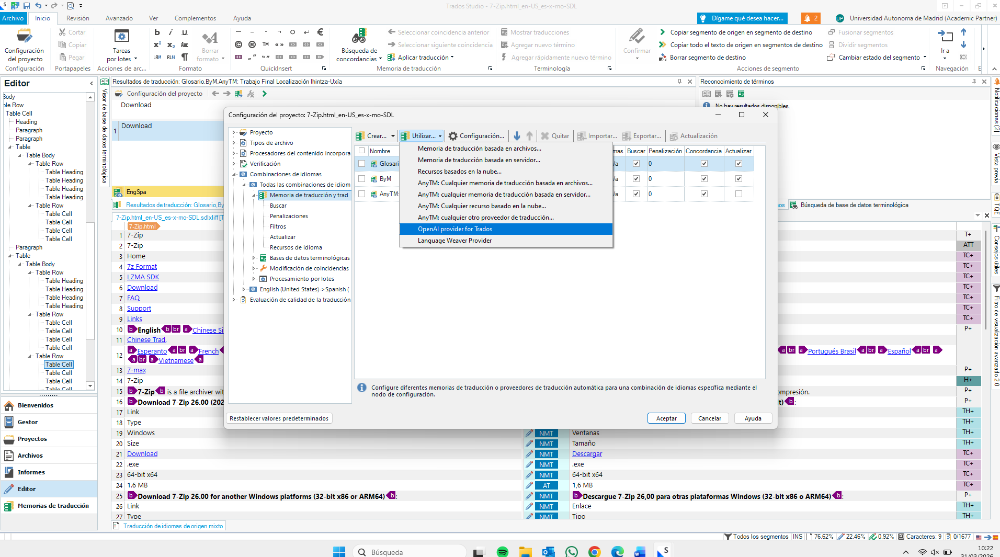 Trados Studio - 7-Zip.html_en-US_es-x-mo-SDL
Archivo Inicio Revisión Avanzado Ver Complementos Ayuda
Dígame qué desea hacer... 2 UP Universidad Autonoma de Madrid (Academic Partner)
Configuración del proyecto
Configuración
Cortar
Copiar
Pegar
Portapapeles
Tareas por lotes
Acciones de arc...
Borrar formato
Formato
QuickInsert
Búsqueda de concordancias
Seleccionar coincidencia anterior
Seleccionar siguiente coincidencia
Aplicar traducción
Memoria de traducción
Mostrar traducciones
Agregar nuevo término
Agregar rápidamente nuevo término
Terminología
Confirmar
Copiar segmento de origen en segmento de destino
Copiar todo el texto de origen en segmentos de destino
Borrar segmento de destino
Fusionar segmentos
Dividir segmentos
Cambiar estado del segmento
Acciones de segmento
Ir a
Navegación
E
Editor
Body
ble Row
Table Cell
Heading
Paragraph
Paragraph
Table
Table Body
Table Row
Table Heading
Table Heading
Table Heading
Table Heading
Table Row
Table Cell
Table Cell
Table Cell
Table Cell
Paragraph
Table
Table Body
Table Row
Table Heading
Table Heading
Table Heading
Table Heading
Table Row
Table Cell
Table Cell
Table Cell
Table Cell
Table Row
Table Cell
Table Cell
Table Cell
Table Cell
Bienvenidos
Gestor
Proyectos
Archivos
Informes
Editor
Memorias de traducción
Visor de base de datos terminológica
Resultados de traducción: Glosario,ByM,AnyTM: Trabajo Final Localización Ihintza-Uxía
Configuración del proyecto
Download
1 Download
EngSpa
Resultados de traducción: Glosario,By
Reconocimiento de términos
No hay resultados disponibles.
nos Búsqueda de base de datos terminológica
Notificaciones (2)
Vista previa
TQE
Consejos útiles
Filtro de visualización avanzado 2.0
Configuración del proyecto: 7-Zip.html_en-US_es-x-mo-SDL
Proyecto
Tipos de archivo
Procesadores del contenido incorpora
Verificación
Combinaciones de idiomas
Todas las combinaciones de idiom
Memoria de traducción y trad
Buscar
Penalizaciones
Filtros
Actualizar
Recursos de idioma
Bases de datos terminológicas
Modificación de coincidencias
Procesamiento por lotes
English (United States)->Spanish (
Evaluación de calidad de la traducción
Crear... Utilizar... Configuración... Quitar Importar... Exportar... Actualización
Nombre mas Buscar Penalización Concordancia Actualizar
Glosari /a 0
ByM /a 0
AnyTM: /a 0
Memoria de traducción basada en archivos...
Memoria de traducción basada en servidor...
Recursos basados en la nube...
AnyTM: Cualquier memoria de traducción basada en archivos...
AnyTM: cualquier memoria de traducción basada en servidor...
AnyTM: Cualquier recurso basado en la nube...
AnyTM: cualquier otro proveedor de traducción...
OpenAI provider for Trados
Language Weaver Provider
Configure diferentes memorias de traducción o proveedores de traducción automática para una combinación de idiomas específica mediante el
nodo de configuración.
Restablecer valores predeterminados Aceptar Cancelar Ayuda
7-Zip.html_en-US_es-x-mo-SDL.sdlxliff [T
7-Zip.html
1 7-Zip T+
2 7-Zip ATT
3 Home TC+
4 7z Format TC+
5 LZMA SDK TC+
6 Download TC+
7 FAQ TC+
8 Support TC+
9 Links TC+
10 b English b br a Chinese Si P+
11 Chinese Trad.
12 a Esperanto a br a French a br a Português Brasil a br a Español a br a
a br a Vietnamese a
13 7-max P+
14 7-Zip H+
15 b 7-Zip b is a file archiver wit ompresión. P+
16 b Download 7-Zip 26.00 (202 it) b : P+
17 Link TH+
18 Type TH+
19 Windows NMT Ventanas TH+
20 Size NMT Tamaño TH+
21 Download NMT Descargar TC+
22 .exe NMT .exe TC+
23 64-bit x64 NMT 64-bit x64 TC+
24 1.6 MB AT 1,6 MB TC+
25 b Download 7-Zip 26.00 for another Windows platforms (32-bit x86 or ARM64) b : NMT b Descargue 7-Zip 26,00 para otras plataformas Windows (32-bit x86 o ARM64) b : P+
26 Link NMT Enlace TH+
27 Type NMT Tipo TH+
Traducción de idiomas de origen mixto
Todos los segmentos INS 76,62% 22,46% 0,92% Caracteres: 9 0/1677
Búsqueda
10:22
31/03/2026